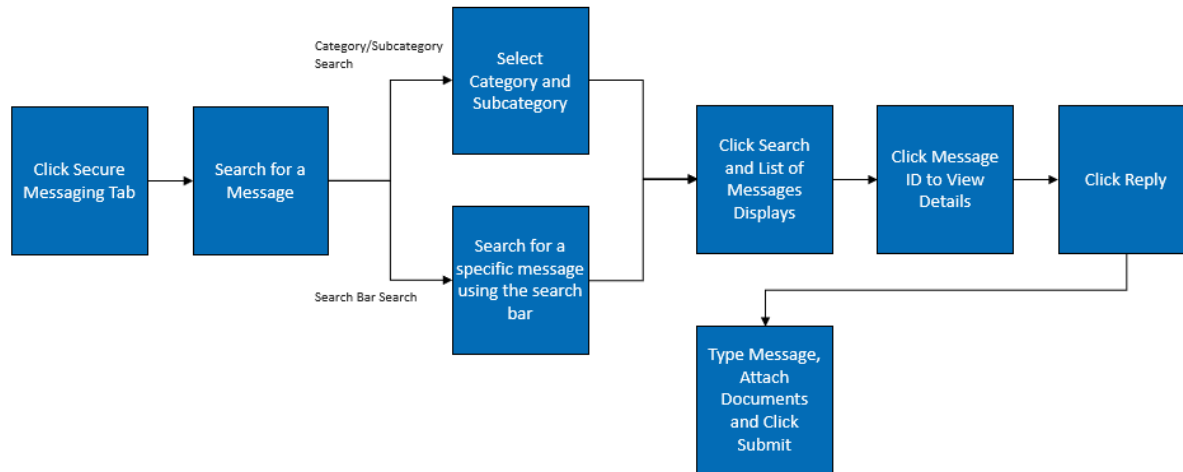 Click Secure
Messaging Tab
Search for a
Message
Category/Subcategory
Search
Select
Category and
Subcategory
Search Bar Search
Search for a
specific message
using the search
bar
Click Search
and List of
Messages
Displays
Click Message
ID to View
Details
Click Reply
Type Message,
Attach
Documents
and Click
Submit